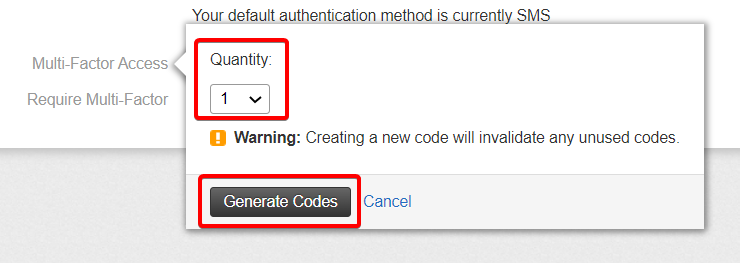 Your default authentication method is currently SMS
Multi-Factor Access
Require Multi-Factor
Quantity:
1
Warning: Creating a new code will invalidate any unused codes.
Generate Codes Cancel